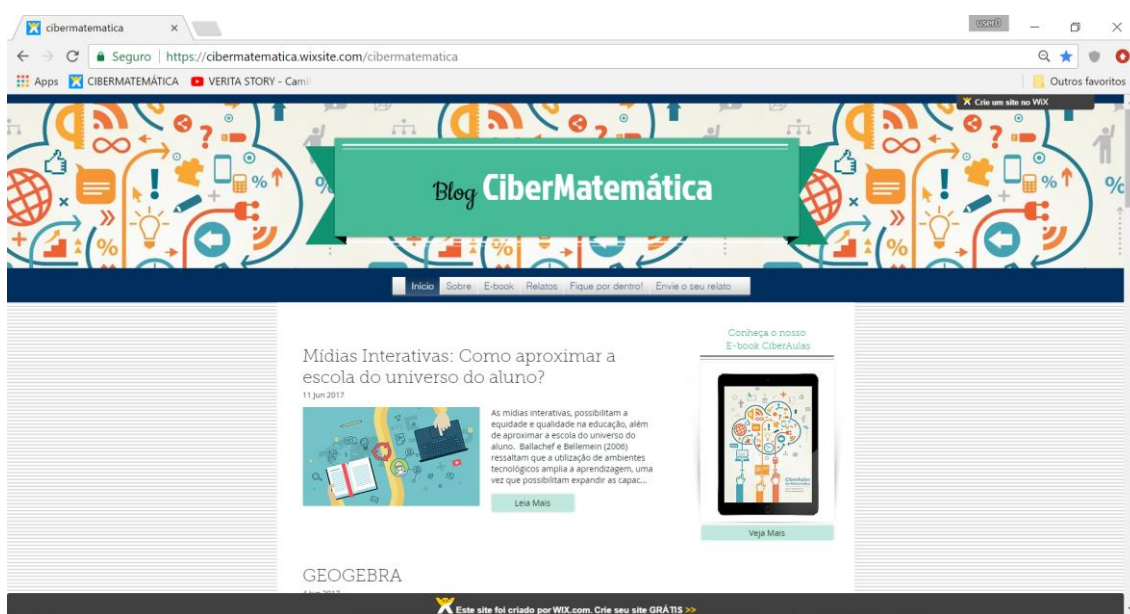 cibermatematica
user0
Seguro https://cibermatematica.wixsite.com/cibermatematica
Apps CIBERMATEMÁTICA VERITA STORY - Cami
Outros favoritos
Crie um site no WiX
Blog CiberMatemática
Início Sobre E-book Relatos Fique por dentro! Envie o seu relato
Mídias Interativas: Como aproximar a
escola do universo do aluno?
11 Jun 2017
As mídias interativas, possibilitam a
equidade e qualidade na educação, além
de aproximar a escola do universo do
aluno. Ballachef e Bellemein (2006)
ressaltam que a utilização de ambientes
tecnológicos amplia a aprendizagem, uma
vez que possibilitam expandir as capac...
Leia Mais
Conheça o nosso
E-book CiberAulas
CiberAulas
de Matemática
Veja Mais
GEOGEBRA
Este site foi criado por WIX.com. Crie seu site GRÁTIS >>